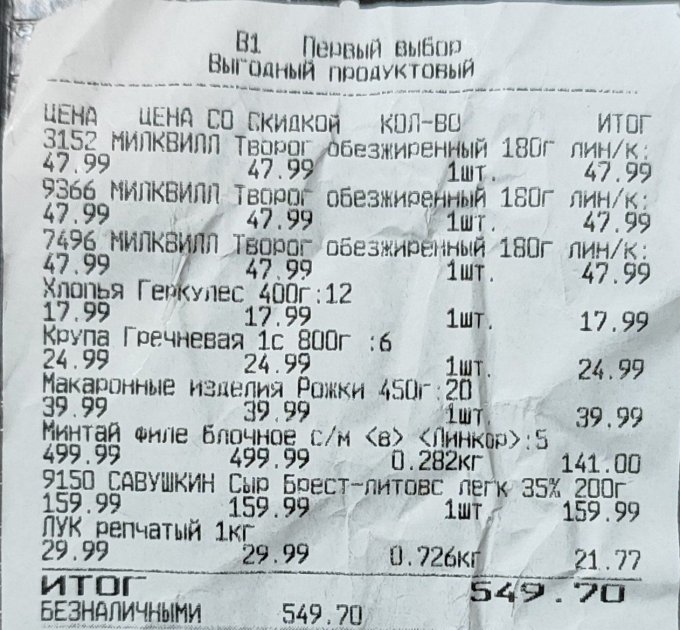 В1 Первый выбор
Выгодный продуктовый
ЦЕНА ЦЕНА СО СКИДКОЙ КОЛ-ВО ИТОГ
3152 МИЛКВИЛЛ Творог обезжиренный 180г лин/к:
47.99 47.99 1шт. 47.99
9366 МИЛКВИЛЛ Творог обезжиренный 180г лин/к:
47.99 47.99 1шт. 47.99
7496 МИЛКВИЛЛ Творог обезжиренный 180г лин/к:
47.99 47.99 1шт. 47.99
Хлопья Геркулес 400г:12
17.99 17.99 1шт. 17.99
Крупа Гречневая 1с 800г :6
24.99 24.99 1шт. 24.99
Макаронные изделия Рожки 450г:20
39.99 39.99 1шт. 39.99
Минтай филе блочное с/м <в> <Линкор>:5
499.99 499.99 0.282кг 141.00
9150 САВУШКИН Сыр Брест-литовс легк 35% 200г
159.99 159.99 1шт. 159.99
ЛУК репчатый 1кг
29.99 29.99 0.726кг 21.77
ИТОГ 549.70
БЕЗНАЛИЧНЫМИ 549.70